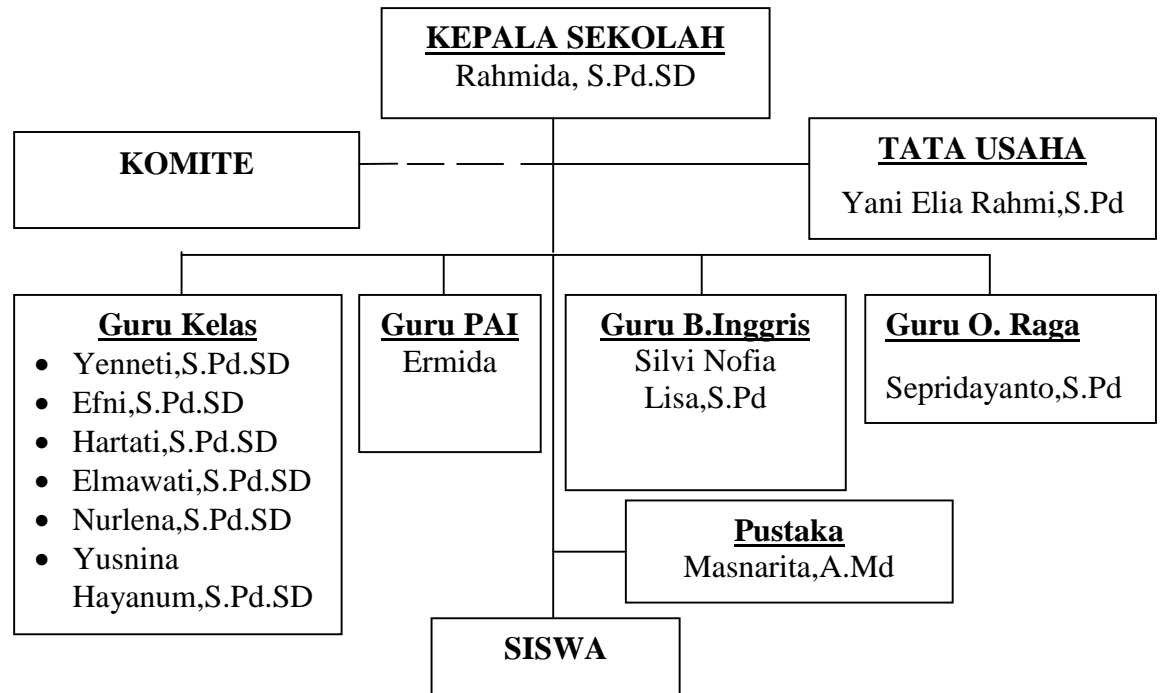 KEPALA SEKOLAH
Rahmida, S.Pd.SD
KOMITE
TATA USAHA
Yani Elia Rahmi,S.Pd
Guru Kelas
• Yenneti,S.Pd.SD
• Efni,S.Pd.SD
• Hartati,S.Pd.SD
• Elmawati,S.Pd.SD
• Nurlena,S.Pd.SD
• Yusnina
Hayanum,S.Pd.SD
Guru PAI
Ermida
Guru B.Inggris
Silvi Nofia
Lisa,S.Pd
Guru O. Raga
Sepridayanto,S.Pd
Pustaka
Masnarita,A.Md
SISWA